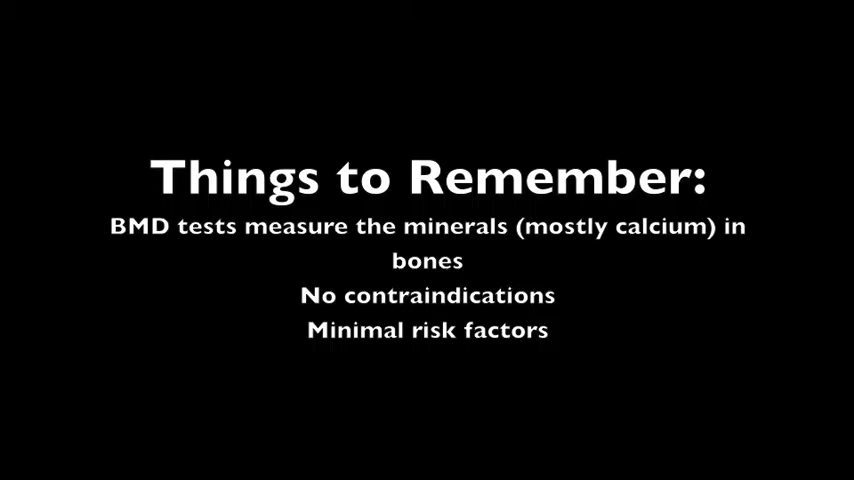 Things to Remember:
BMD tests measure the minerals (mostly calcium) in
bones
No contraindications
Minimal risk factors